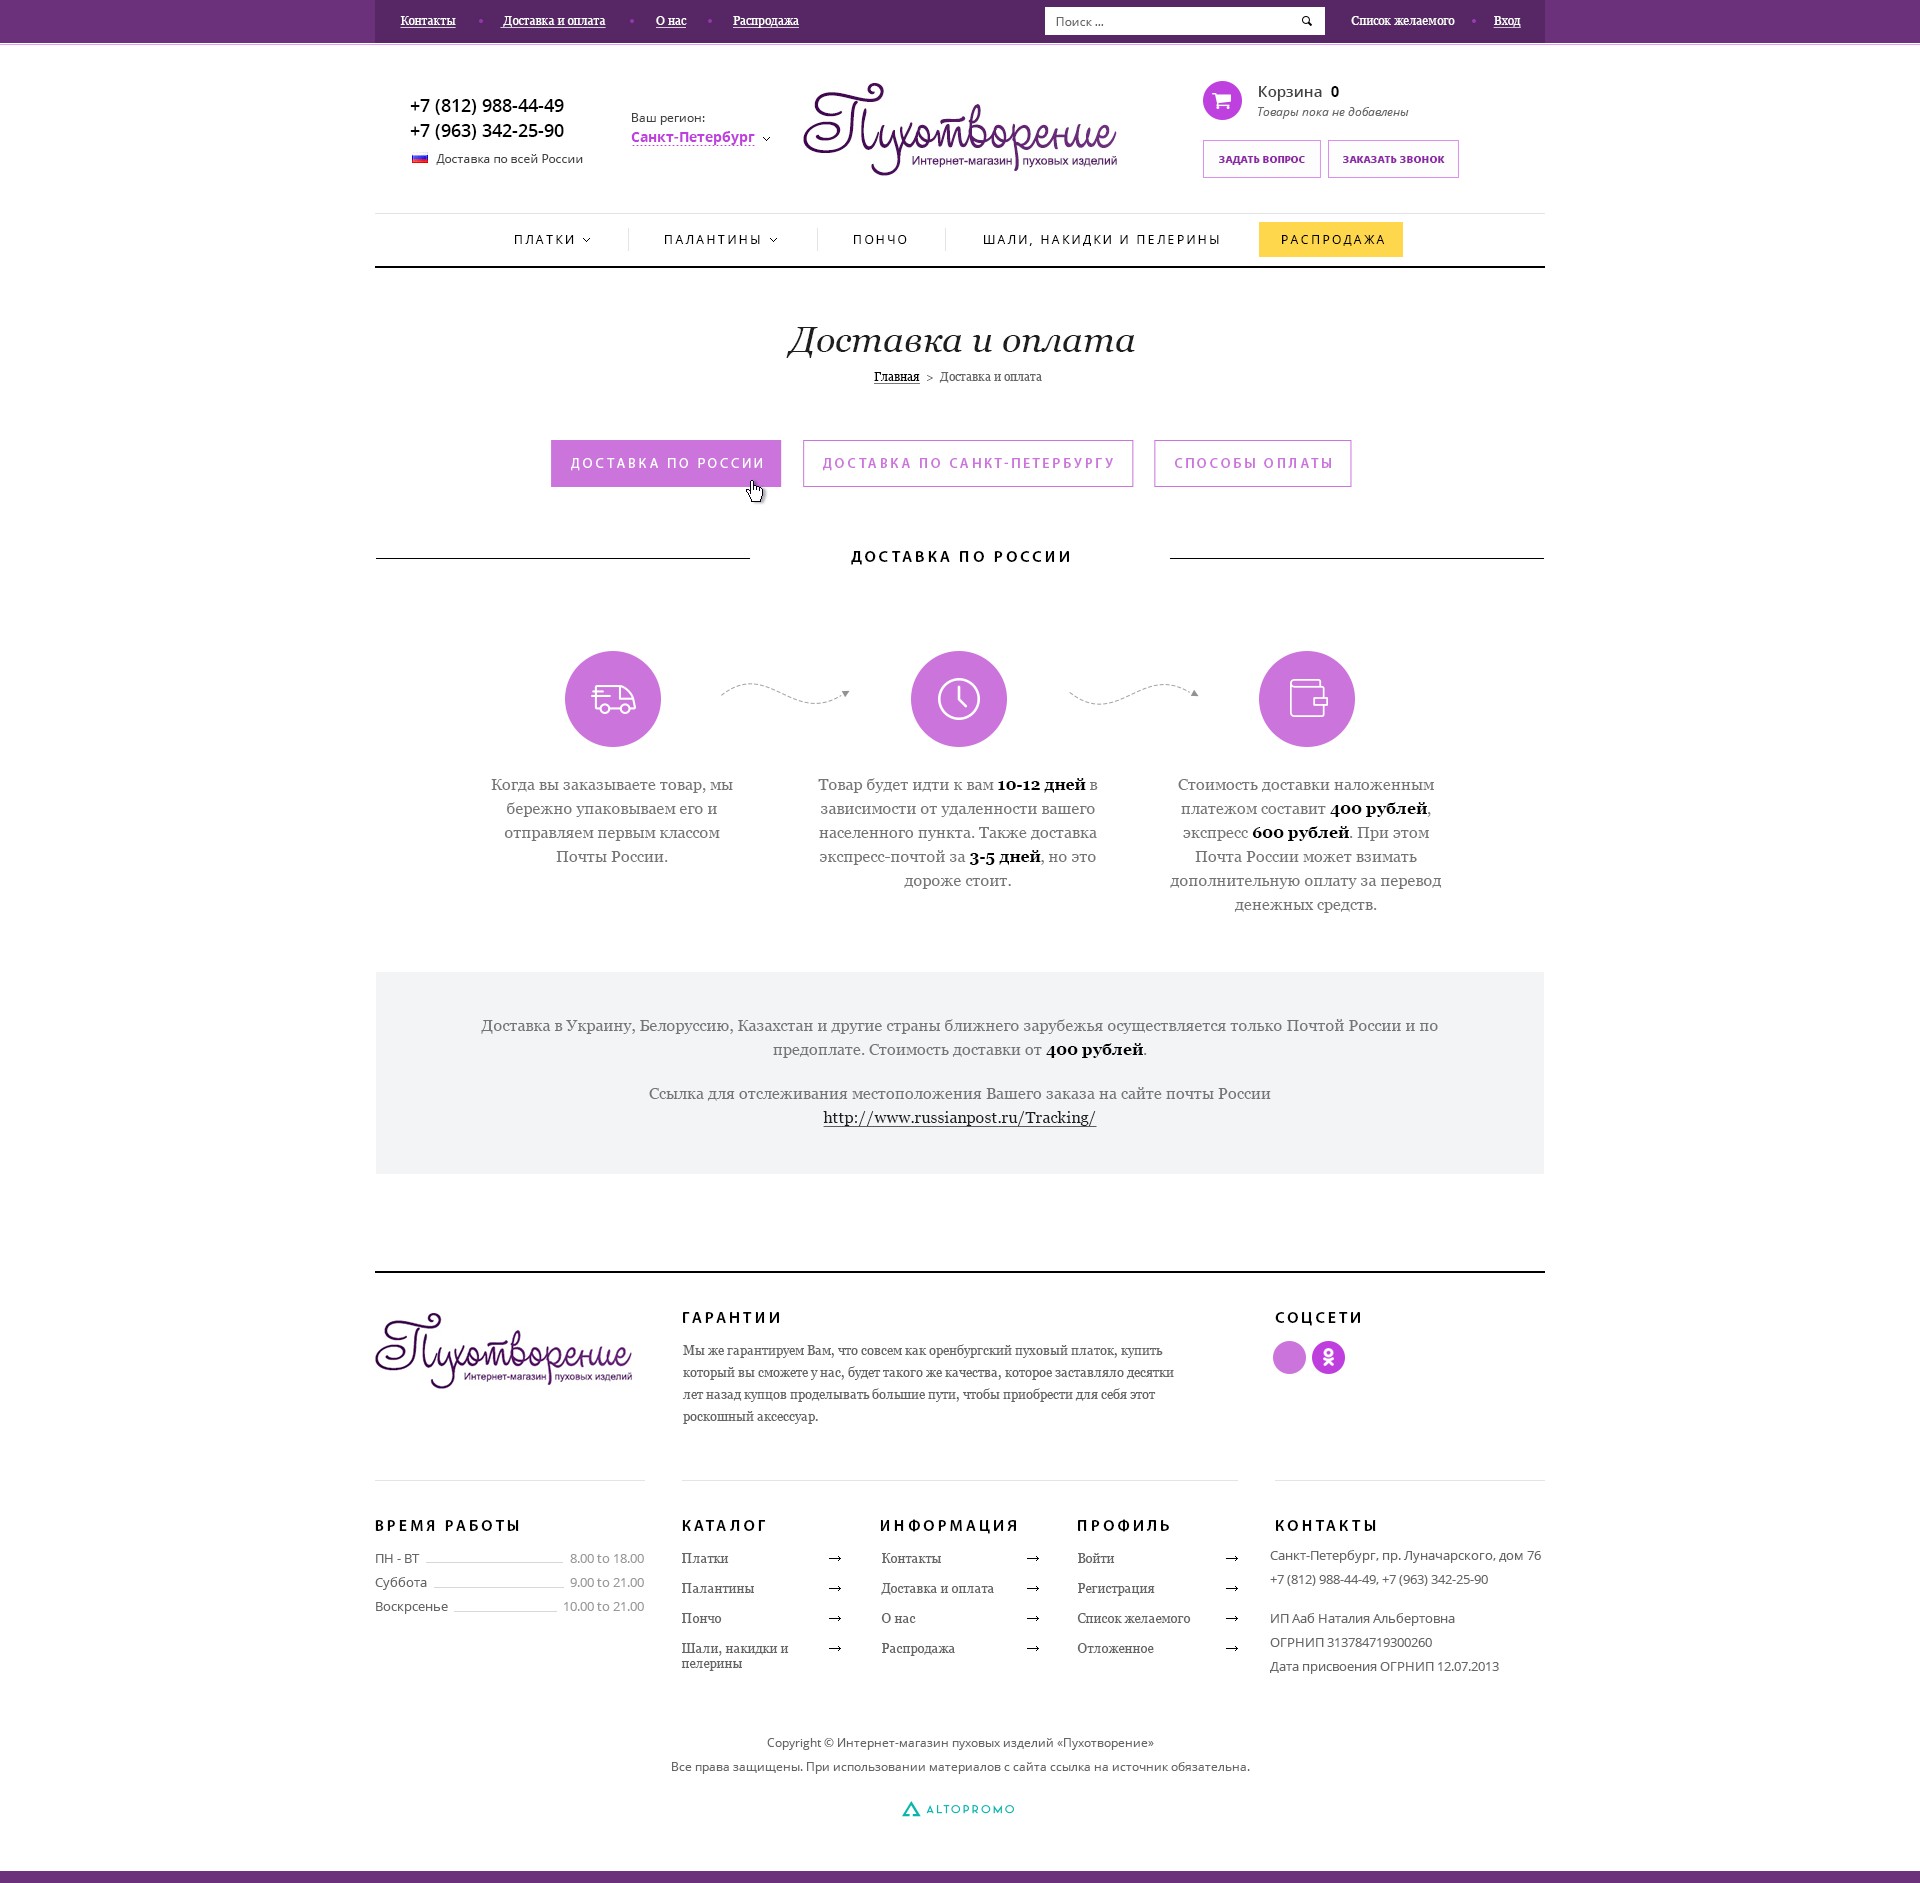 Контакты
Доставка и оплата
О нас
Распродажа
Поиск ...
Список желаемого
Вход
+7 (812) 988-44-49
+7 (963) 342-25-90
Доставка по всей России
Ваш регион:
Санкт-Петербург
Пухотворение
Интернет-магазин пуховых изделий
Корзина 0
Товары пока не добавлены
ЗАДАТЬ ВОПРОС
ЗАКАЗАТЬ ЗВОНОК
ПЛАТКИ
ПАЛАНТИНЫ
ПОНЧО
ШАЛИ, НАКИДКИ И ПЕЛЕРИНЫ
РАСПРОДАЖА
Доставка и оплата
Главная > Доставка и оплата
ДОСТАВКА ПО РОССИИ
ДОСТАВКА ПО САНКТ-ПЕТЕРБУРГУ
СПОСОБЫ ОПЛАТЫ
ДОСТАВКА ПО РОССИИ
Когда вы заказываете товар, мы
бережно упаковываем его и
отправляем первым классом
Почты России.
Товар будет идти к вам 10-12 дней в
зависимости от удаленности вашего
населенного пункта. Также доставка
экспресс-почтой за 3-5 дней, но это
дороже стоит.
Стоимость доставки наложенным
платежом составит 400 рублей,
экспресс 600 рублей. При этом
Почта России может взимать
дополнительную оплату за перевод
денежных средств.
Доставка в Украину, Белоруссию, Казахстан и другие страны ближнего зарубежья осуществляется только Почтой России и по
предоплате. Стоимость доставки от 400 рублей.
Ссылка для отслеживания местоположения Вашего заказа на сайте почты России
http://www.russianpost.ru/Tracking/
Пухотворение
Интернет-магазин пуховых изделий
ГАРАНТИИ
Мы же гарантируем Вам, что совсем как оренбургский пуховый платок, купить
который вы сможете у нас, будет такого же качества, которое заставляло десятки
лет назад купцов проделывать большие пути, чтобы приобрести для себя этот
роскошный аксессуар.
СОЦСЕТИ
ВРЕМЯ РАБОТЫ
ПН - ВТ 8.00 to 18.00
Суббота 9.00 to 21.00
Воскрсенье 10.00 to 21.00
КАТАЛОГ
Платки
Палантины
Пончо
Шали, накидки и
пелерины
ИНФОРМАЦИЯ
Контакты
Доставка и оплата
О нас
Распродажа
ПРОФИЛЬ
Войти
Регистрация
Список желаемого
Отложенное
КОНТАКТЫ
Санкт-Петербург, пр. Луначарского, дом 76
+7 (812) 988-44-49, +7 (963) 342-25-90
ИП Ааб Наталия Альбертовна
ОГРНИП 313784719300260
Дата присвоения ОГРНИП 12.07.2013
Copyright © Интернет-магазин пуховых изделий «Пухотворение»
Все права защищены. При использовании материалов с сайта ссылка на источник обязательна.
ALTOPROMO